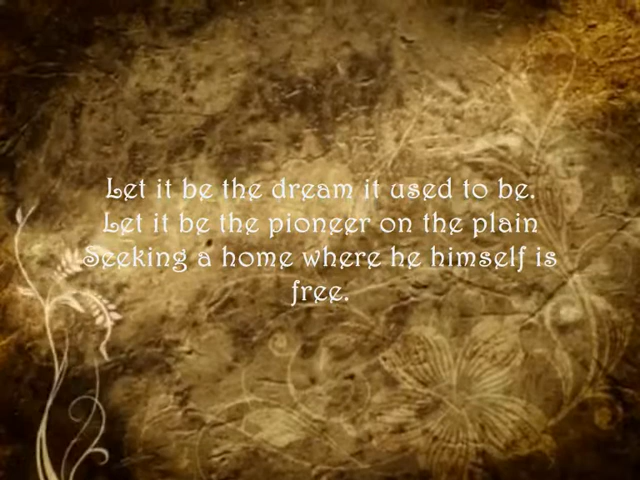 Let it be the dream it used to be.
Let it be the pioneer on the plain
Seeking a home where he himself is
free.